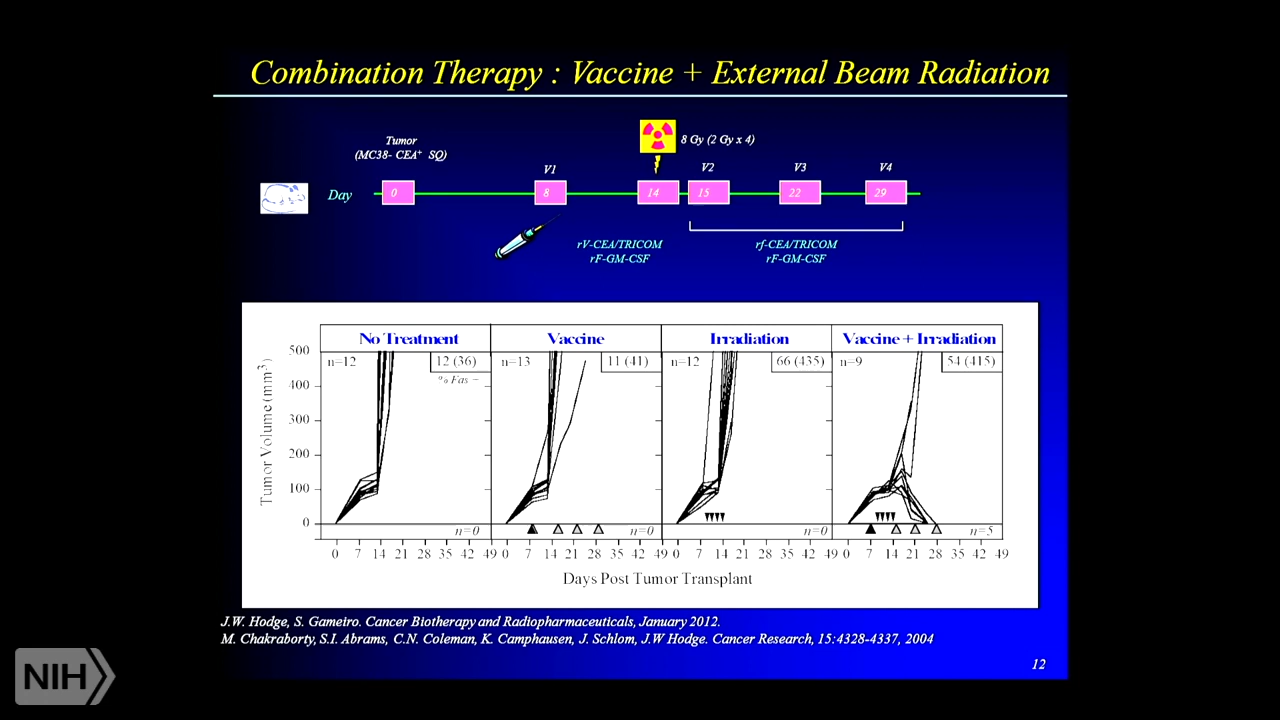 Combination Therapy : Vaccine + External Beam Radiation
Tumor
(MC38- CEA+ SQ)
8 Gy (2 Gy x 4)
V1
V2
V3
V4
Day
0
8
14
15
22
29
rV-CEA/TRICOM
rF-GM-CSF
rf-CEA/TRICOM
rF-GM-CSF
No Treatment
Vaccine
Irradiation
Vaccine + Irradiation
n=12
12 (36)
% Fas +
n=13
11 (41)
n=12
66 (435)
n=9
54 (415)
Tumor Volume (mm3)
500
400
300
200
100
0
n=0
n=0
n=0
n=5
0 7 14 21 28 35 42 49 0 7 14 21 28 35 42 49 0 7 14 21 28 35 42 49 0 7 14 21 28 35 42 49
Days Post Tumor Transplant
J.W. Hodge, S. Gameiro. Cancer Biotherapy and Radiopharmaceuticals, January 2012.
M. Chakraborty, S.I. Abrams, C.N. Coleman, K. Camphausen, J. Schlom, J.W Hodge. Cancer Research, 15:4328-4337, 2004
12
NIH